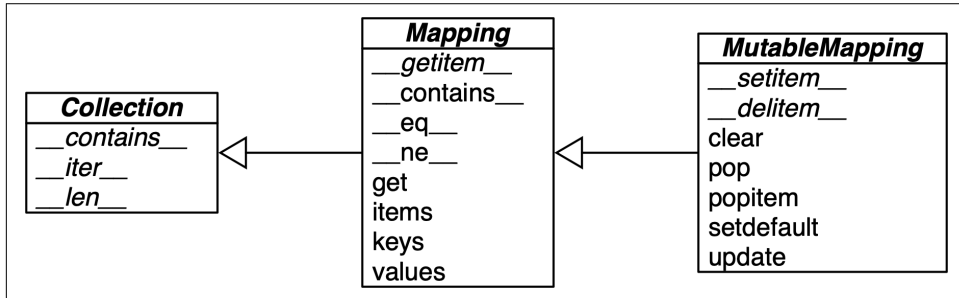 Collection
__contains__
__iter__
__len__
Mapping
__getitem__
__contains__
__eq__
__ne__
get
items
keys
values
MutableMapping
__setitem__
__delitem__
clear
pop
popitem
setdefault
update